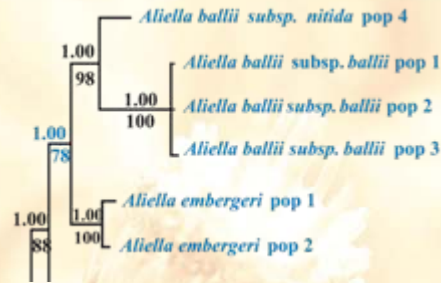 Aliella ballii subsp. nitida pop 4
1.00
98
Aliella ballii subsp. ballii pop 1
1.00
100
Aliella ballii subsp. ballii pop 2
Aliella ballii subsp. ballii pop 3
1.00
78
Aliella embergeri pop 1
1.00
100
Aliella embergeri pop 2
1.00
88